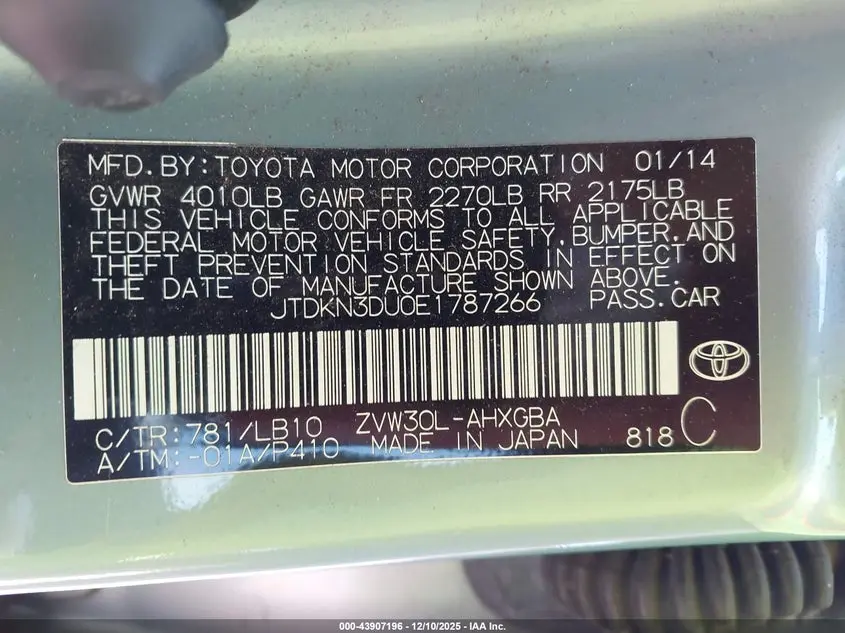 MFD.BY:TOYOTA MOTOR CORPORATION 01/14
GVWR 4010LB GAWR FR 2270LB RR 2175LB
THIS VEHICLE CONFORMS TO ALL APPLICABLE
FEDERAL MOTOR VEHICLE SAFETY,BUMPER,AND
THEFT PREVENTION STANDARDS IN EFFECT ON
THE DATE OF MANUFACTURE SHOWN ABOVE.
JTDKN3DU0E1787266 PASS.CAR
C/TR:781/LB10 ZVW30L-AHXGBA
A/TM:-01A/P410 MADE IN JAPAN 818 C
000-43907196 - 12/10/2025 - IAA Inc.